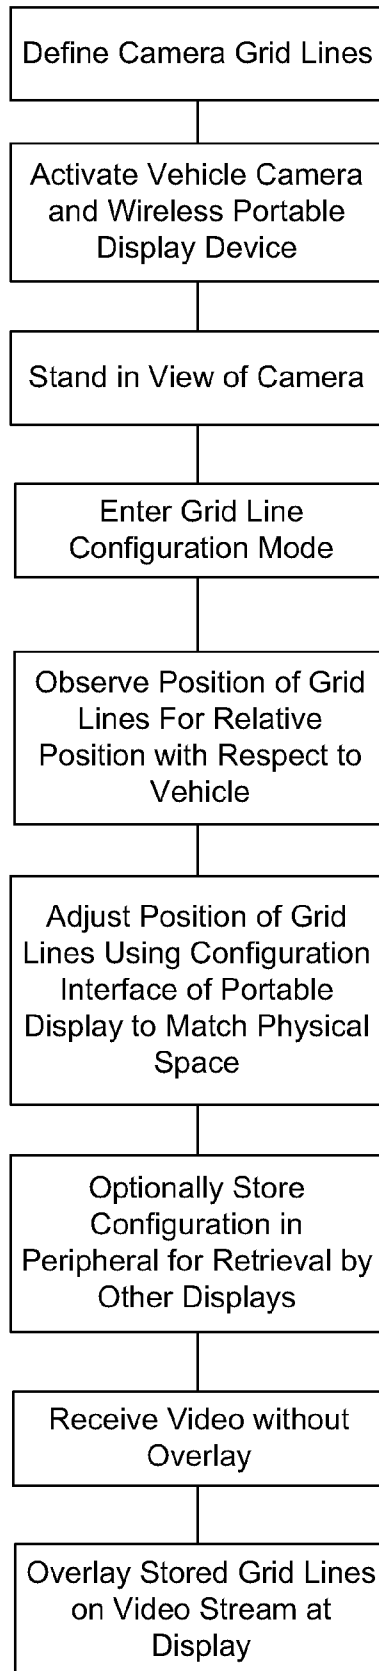 Define Camera Grid Lines
Activate Vehicle Camera
and Wireless Portable
Display Device
Stand in View of Camera
Enter Grid Line
Configuration Mode
Observe Position of Grid
Lines For Relative
Position with Respect to
Vehicle
Adjust Position of Grid
Lines Using Configuration
Interface of Portable
Display to Match Physical
Space
Optionally Store
Configuration in
Peripheral for Retrieval by
Other Displays
Receive Video without
Overlay
Overlay Stored Grid Lines
on Video Stream at
Display